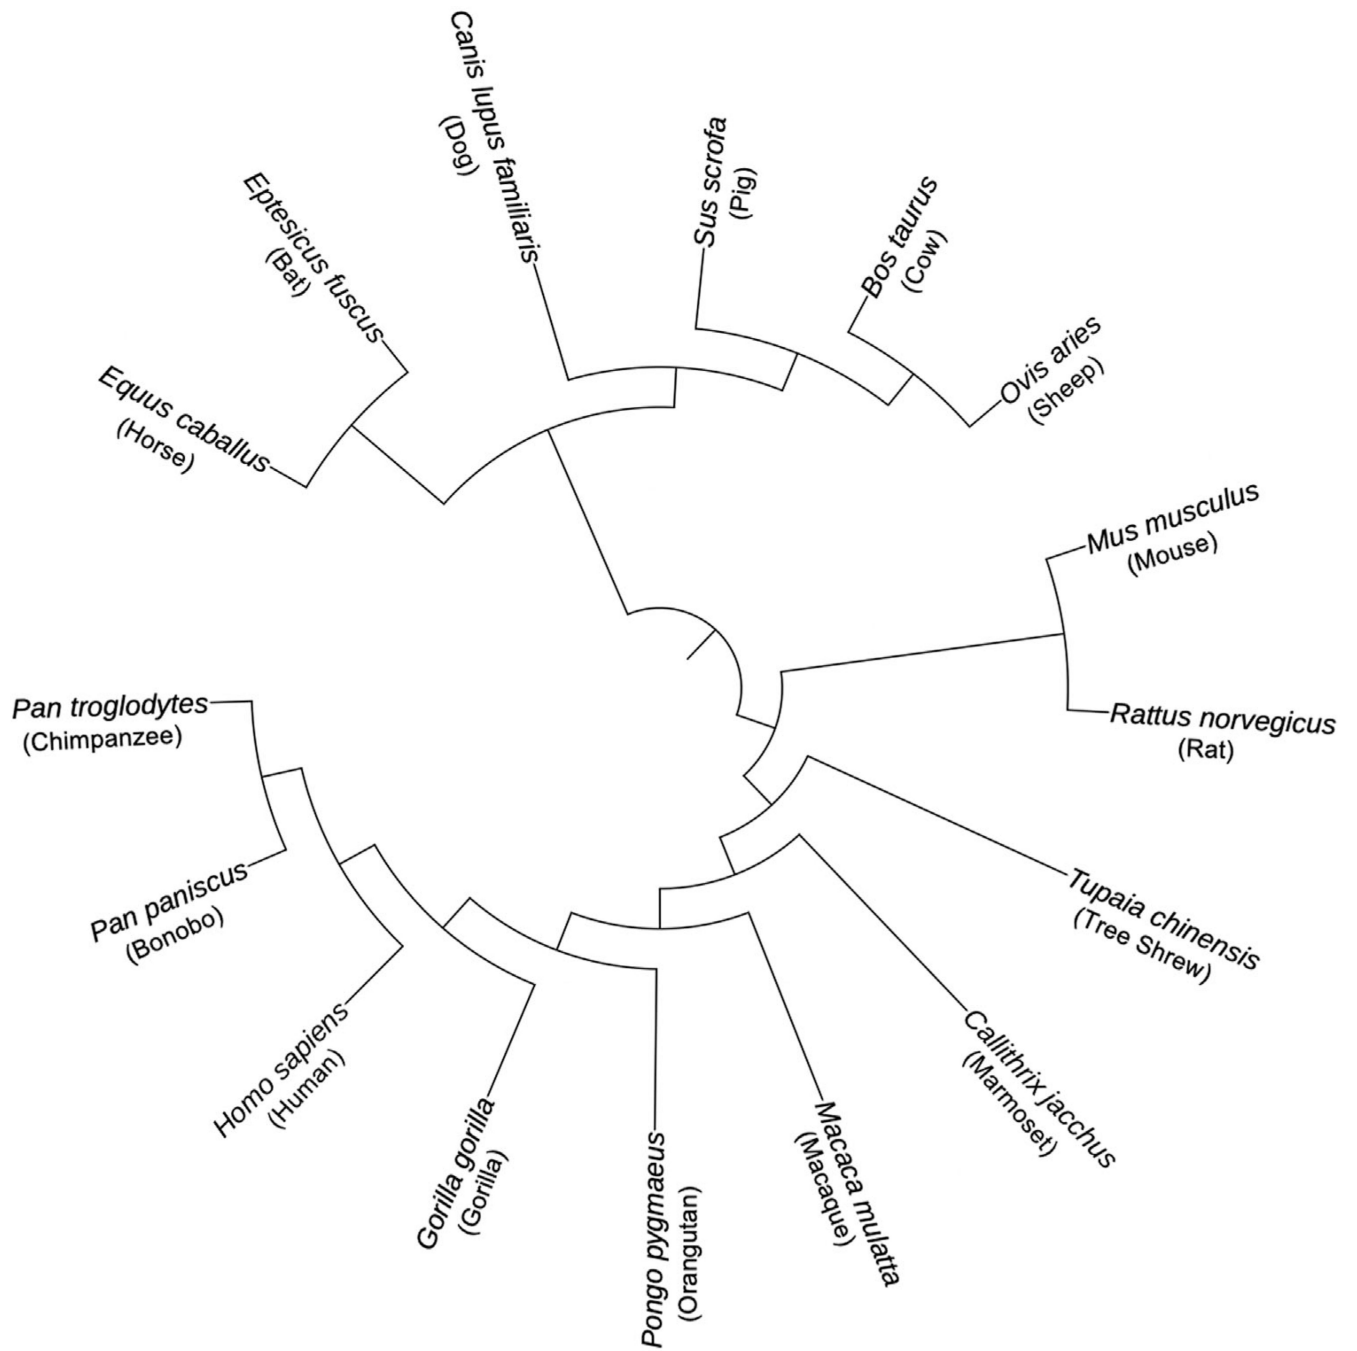 Canis lupus familiaris
(Dog)
Sus scrofa
(Pig)
Bos taurus
(Cow)
Ovis aries
(Sheep)
Eptesicus fuscus
(Bat)
Equus caballus
(Horse)
Mus musculus
(Mouse)
Rattus norvegicus
(Rat)
Tupaia chinensis
(Tree Shrew)
Callithrix jacchus
(Marmoset)
Macaca mulatta
(Macaque)
Pongo pygmaeus
(Orangutan)
Gorilla gorilla
(Gorilla)
Homo sapiens
(Human)
Pan paniscus
(Bonobo)
Pan troglodytes
(Chimpanzee)